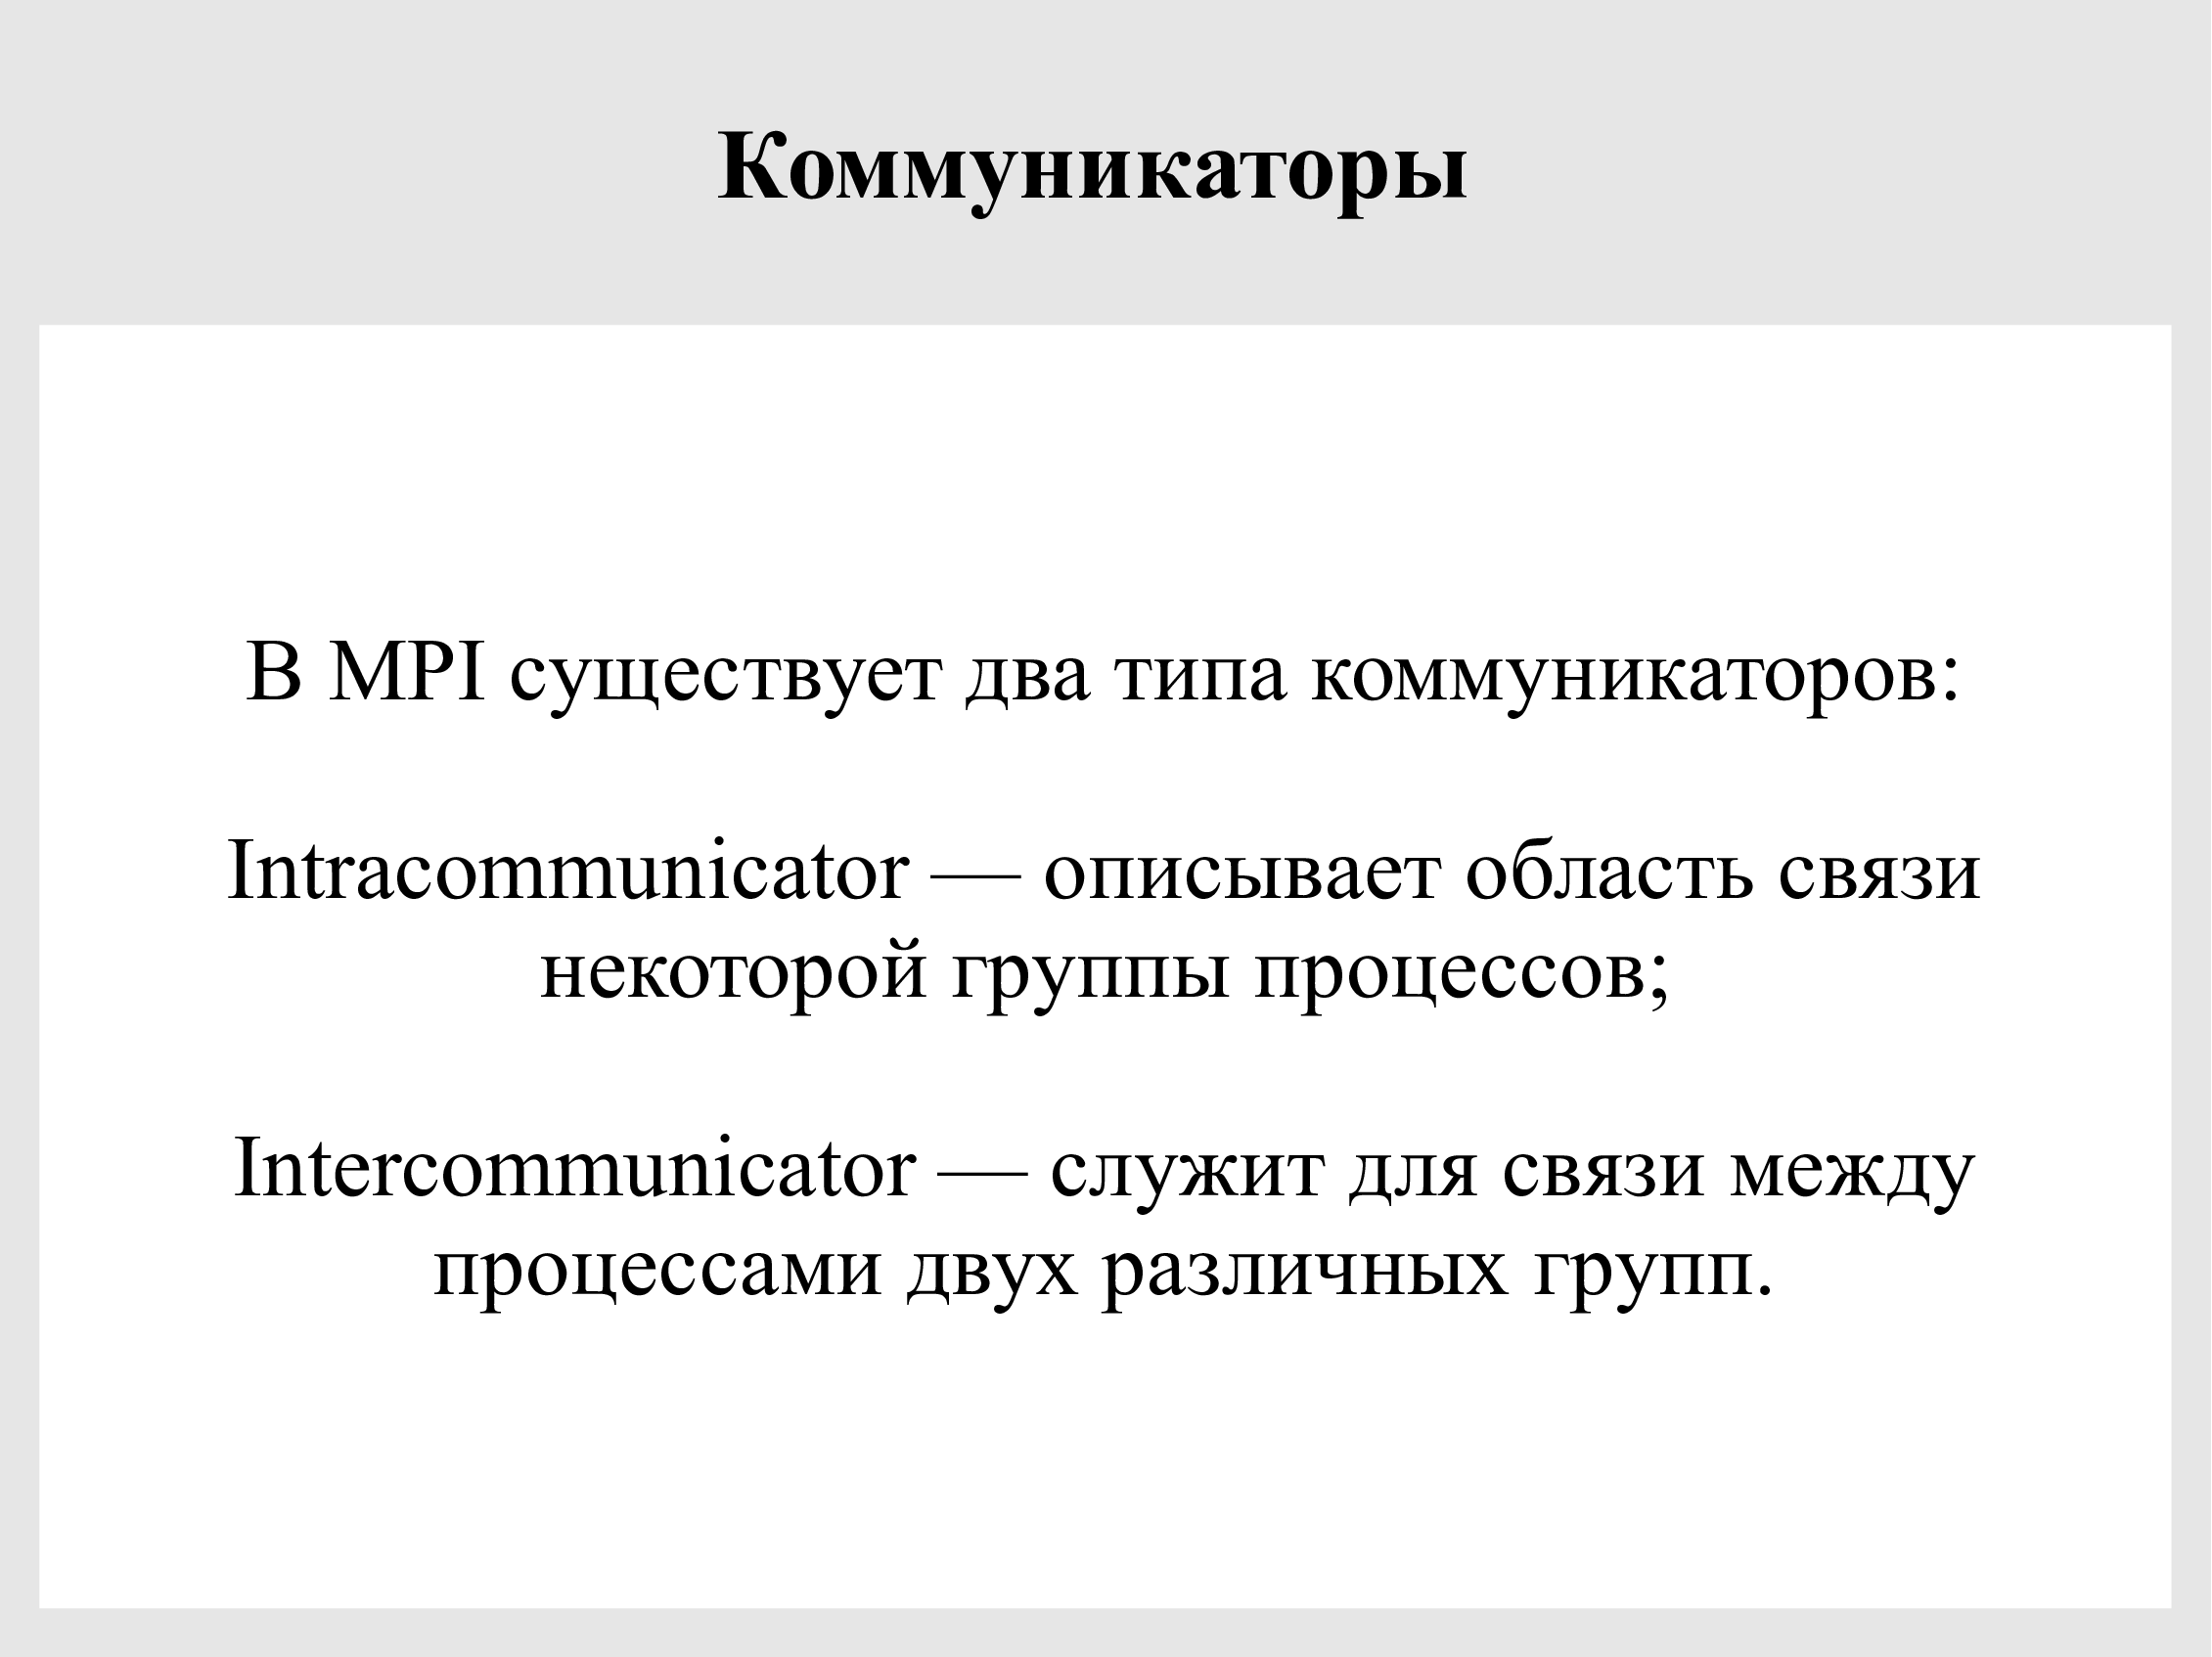 Коммуникаторы
В MPI существует два типа коммуникаторов:
Intracommunicator — описывает область связи
некоторой группы процессов;
Intercommunicator — служит для связи между
процессами двух различных групп.